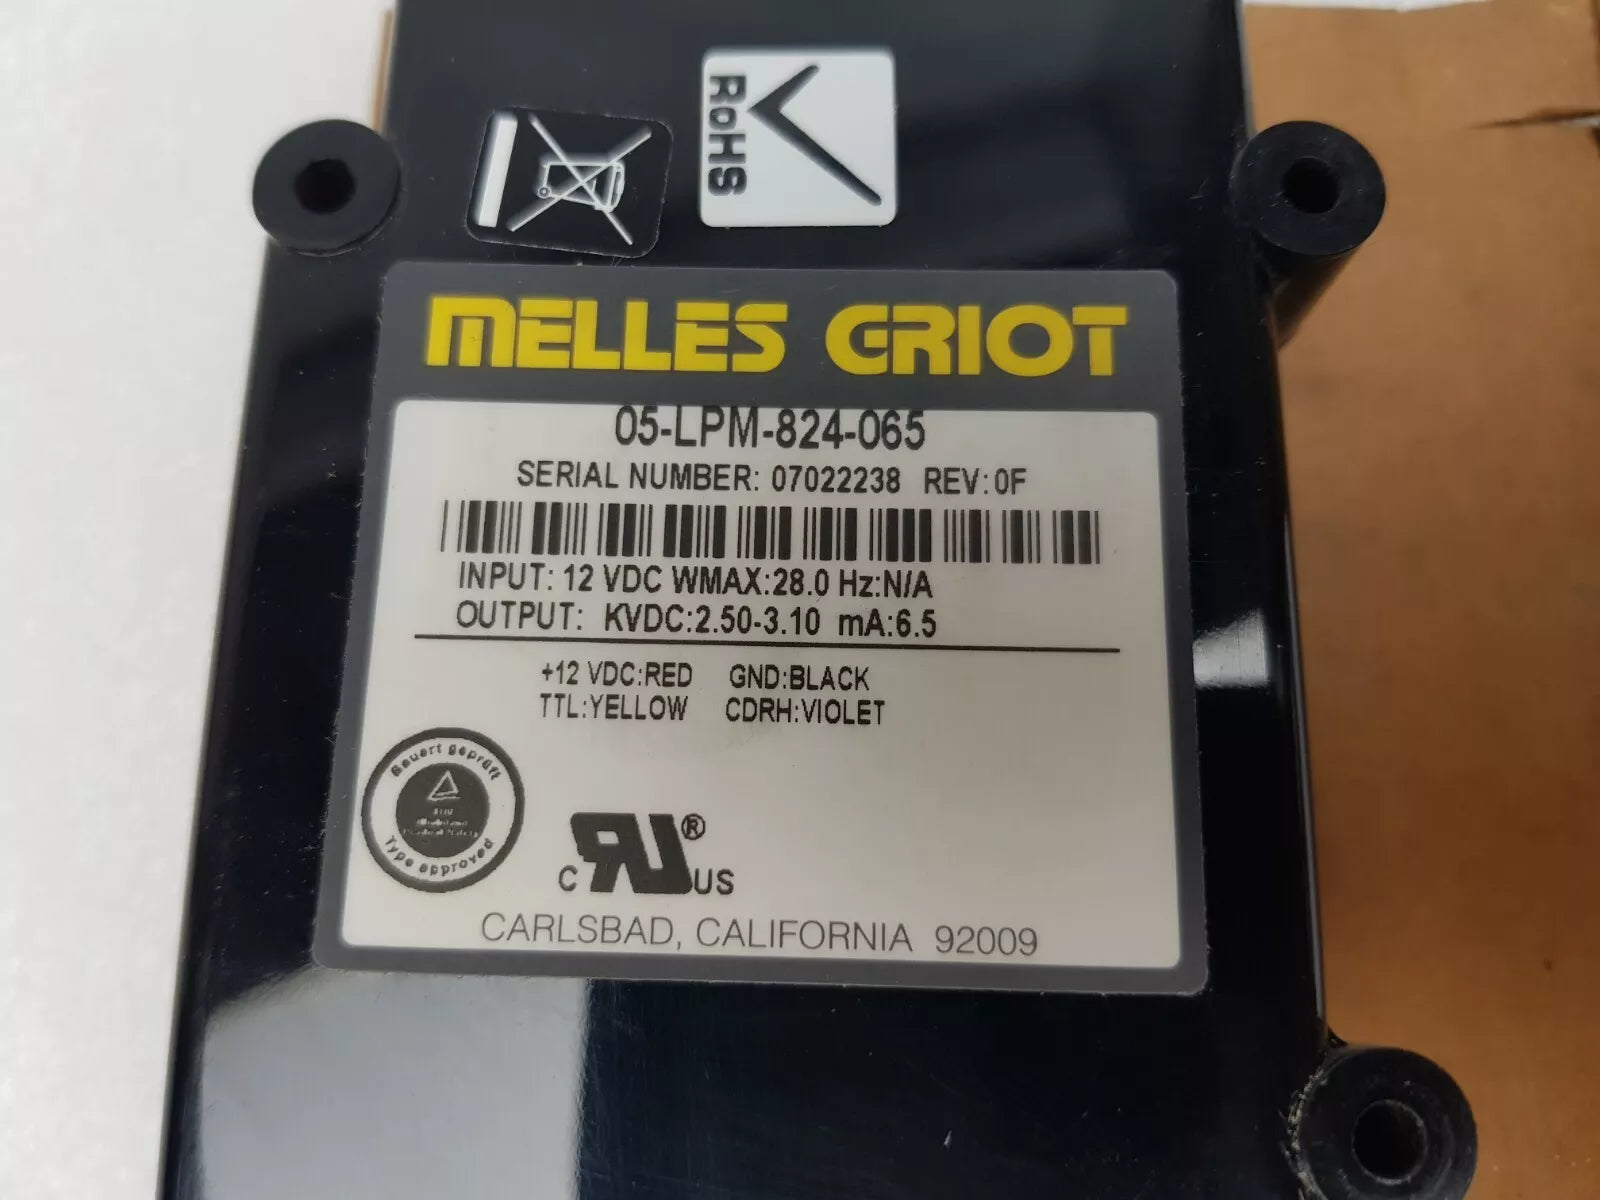 RoHS
MELLES GRIOT
05-LPM-824-065
SERIAL NUMBER: 07022238 REV:0F
INPUT: 12 VDC WMAX:28.0 Hz:N/A
OUTPUT: KVDC:2.50-3.10 mA:6.5
+12 VDC:RED GND:BLACK
TTL:YELLOW CDRH:VIOLET
Bauart geprüft
Type approved
C RU® US
CARLSBAD, CALIFORNIA 92009